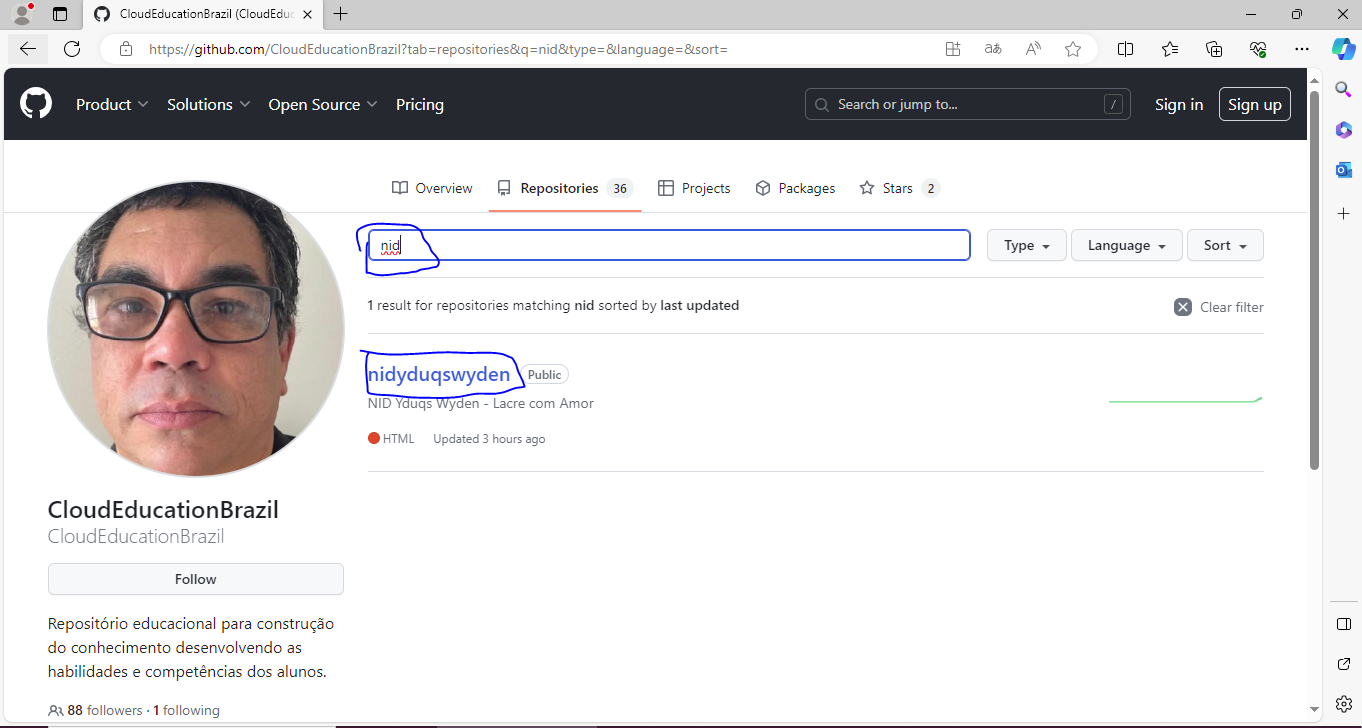 CloudEducationBrazil (CloudEduc
https://github.com/CloudEducationBrazil?tab=repositories&q=nid&type=&language=&sort=
Product Solutions Open Source Pricing Search or jump to... / Sign in Sign up
Overview Repositories 36 Projects Packages Stars 2
nid Type Language Sort
1 result for repositories matching nid sorted by last updated Clear filter
nidyduqswyden Public
NID Yduqs Wyden - Lacre com Amor
HTML Updated 3 hours ago
CloudEducationBrazil
CloudEducationBrazil
Follow
Repositório educacional para construção
do conhecimento desenvolvendo as
habilidades e competências dos alunos.
88 followers · 1 following